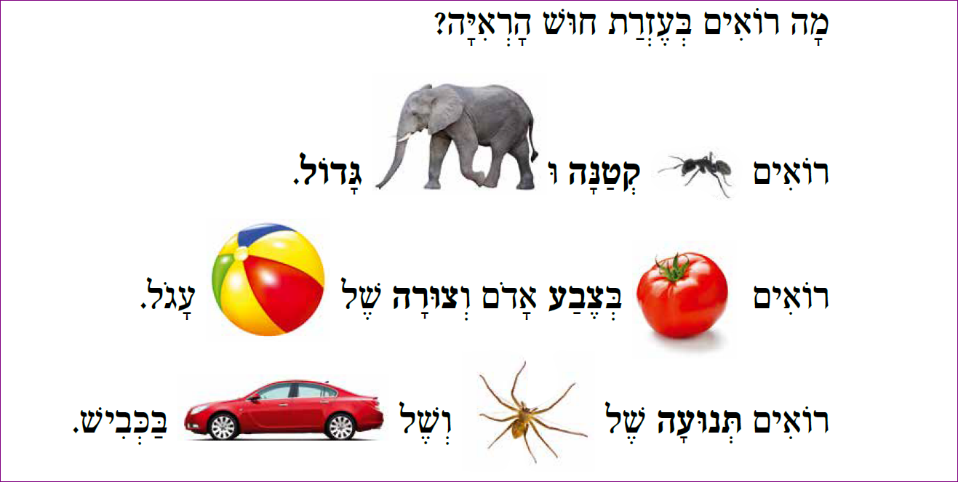 מָה רוֹאִים בְּעֶזְרַת חוּשׁ הָרְאִיָּה?
רוֹאִים קְטַנָּה וּ גָּדוֹל.
רוֹאִים בְּצֶבַע אָדֹם וְצוּרָה שֶׁל עָגֹל.
רוֹאִים תְּנוּעָה שֶׁל וְשֶׁל בַּכְּבִישׁ.